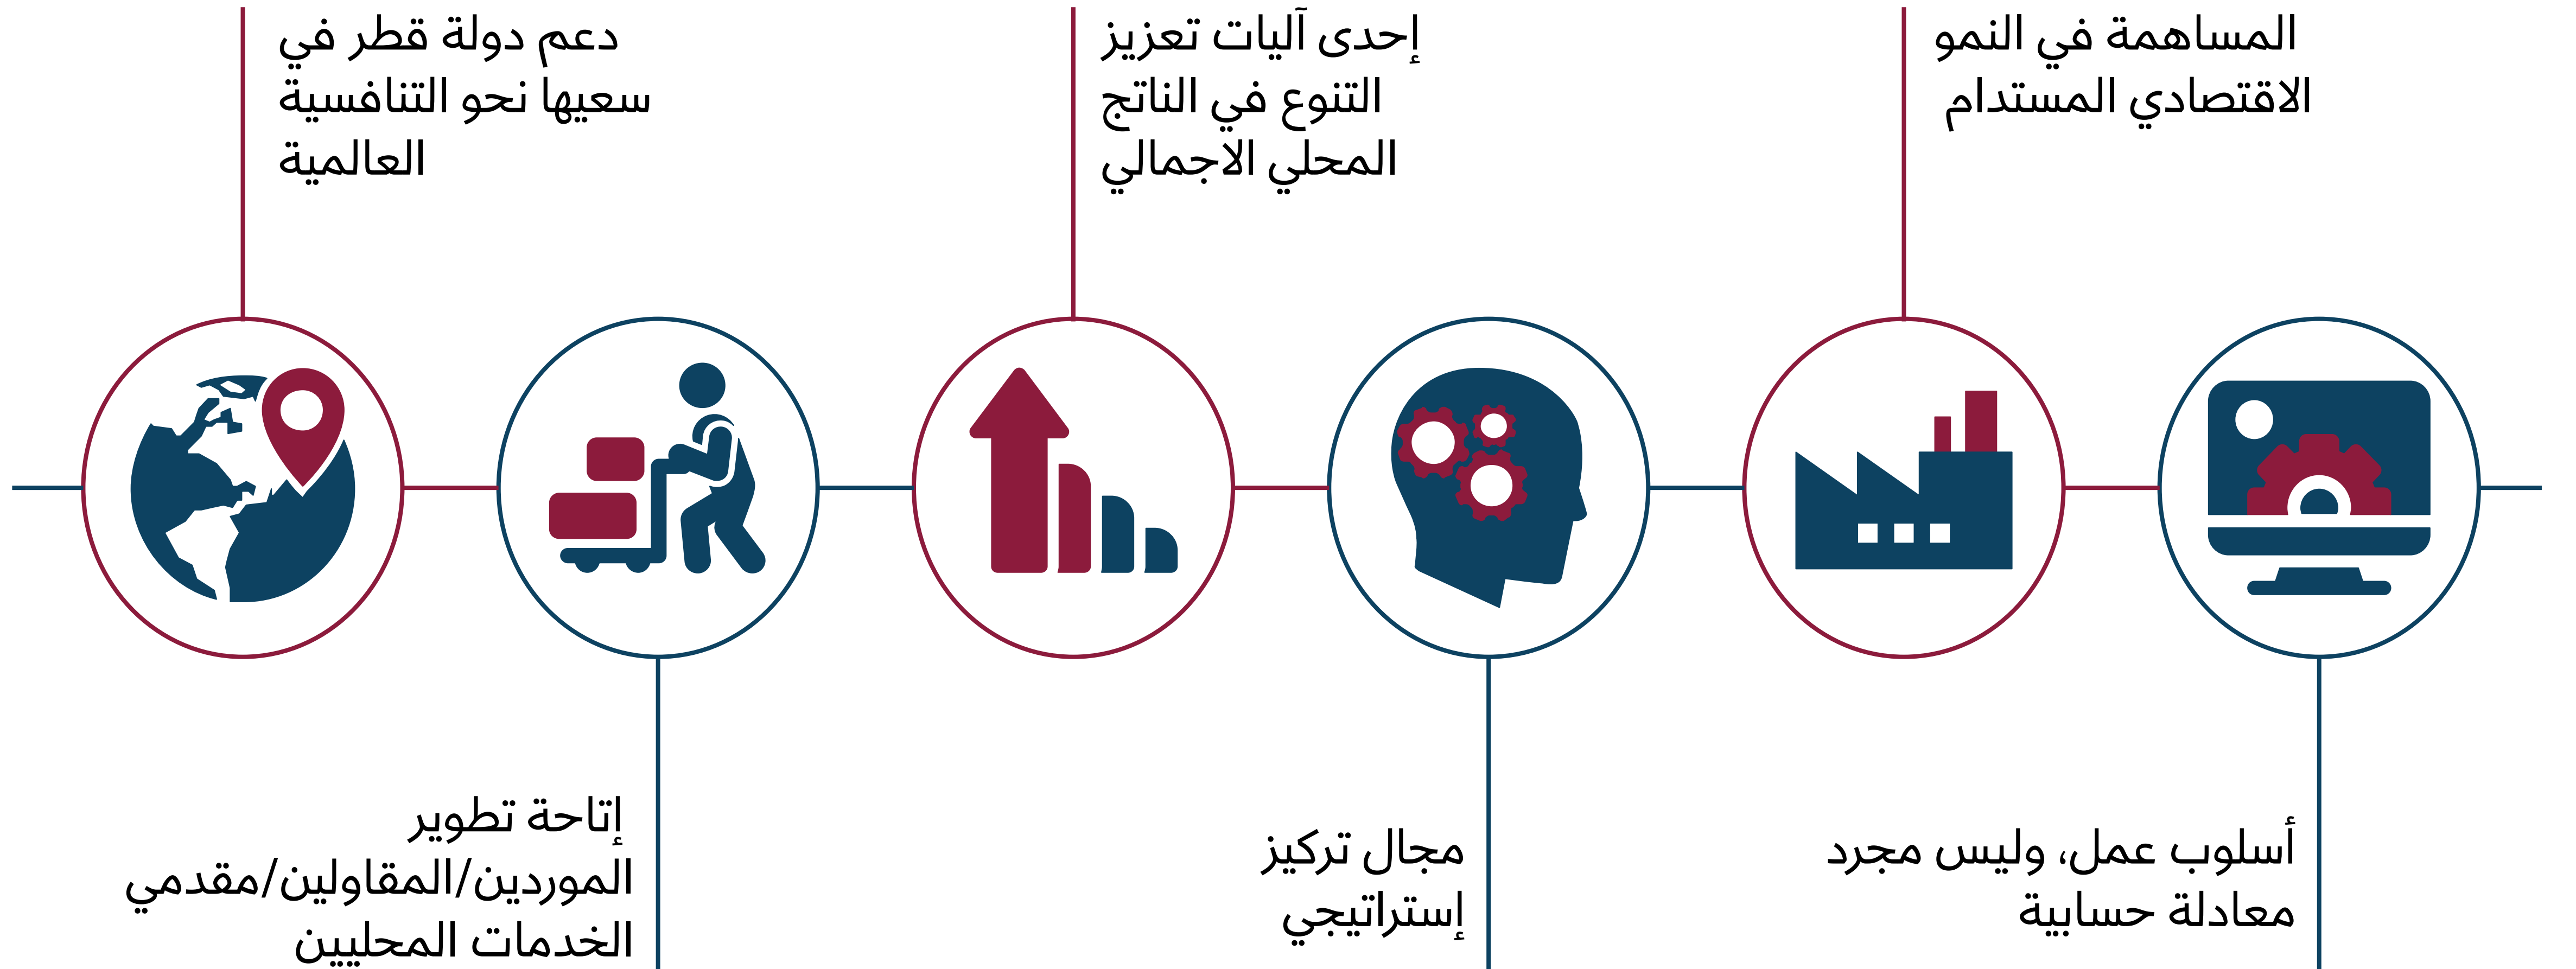 المساهمة في النمو
الاقتصادي المستدام
إحدى آليات تعزيز
التنوع في الناتج
المحلي الاجمالي
دعم دولة قطر في
سعيها نحو التنافسية
العالمية
أسلوب عمل، وليس مجرد
معادلة حسابية
مجال تركيز
إستراتيجي
إتاحة تطوير
الموردين/المقاولين/مقدمي
الخدمات المحليين